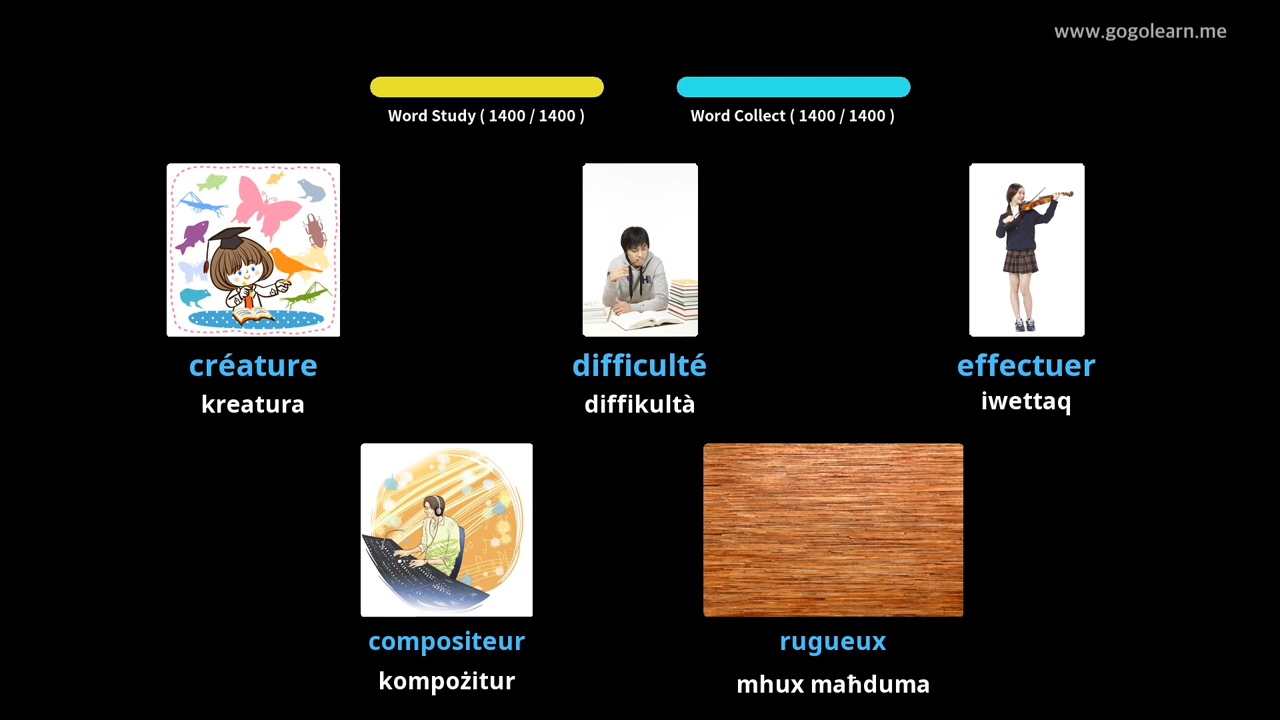 www.gogolearn.me
Word Study ( 1400 / 1400 )
Word Collect ( 1400 / 1400 )
créature
difficulté
effectuer
kreatura
diffikultà
iwettaq
compositeur
rugueux
kompożitur
mhux maħduma